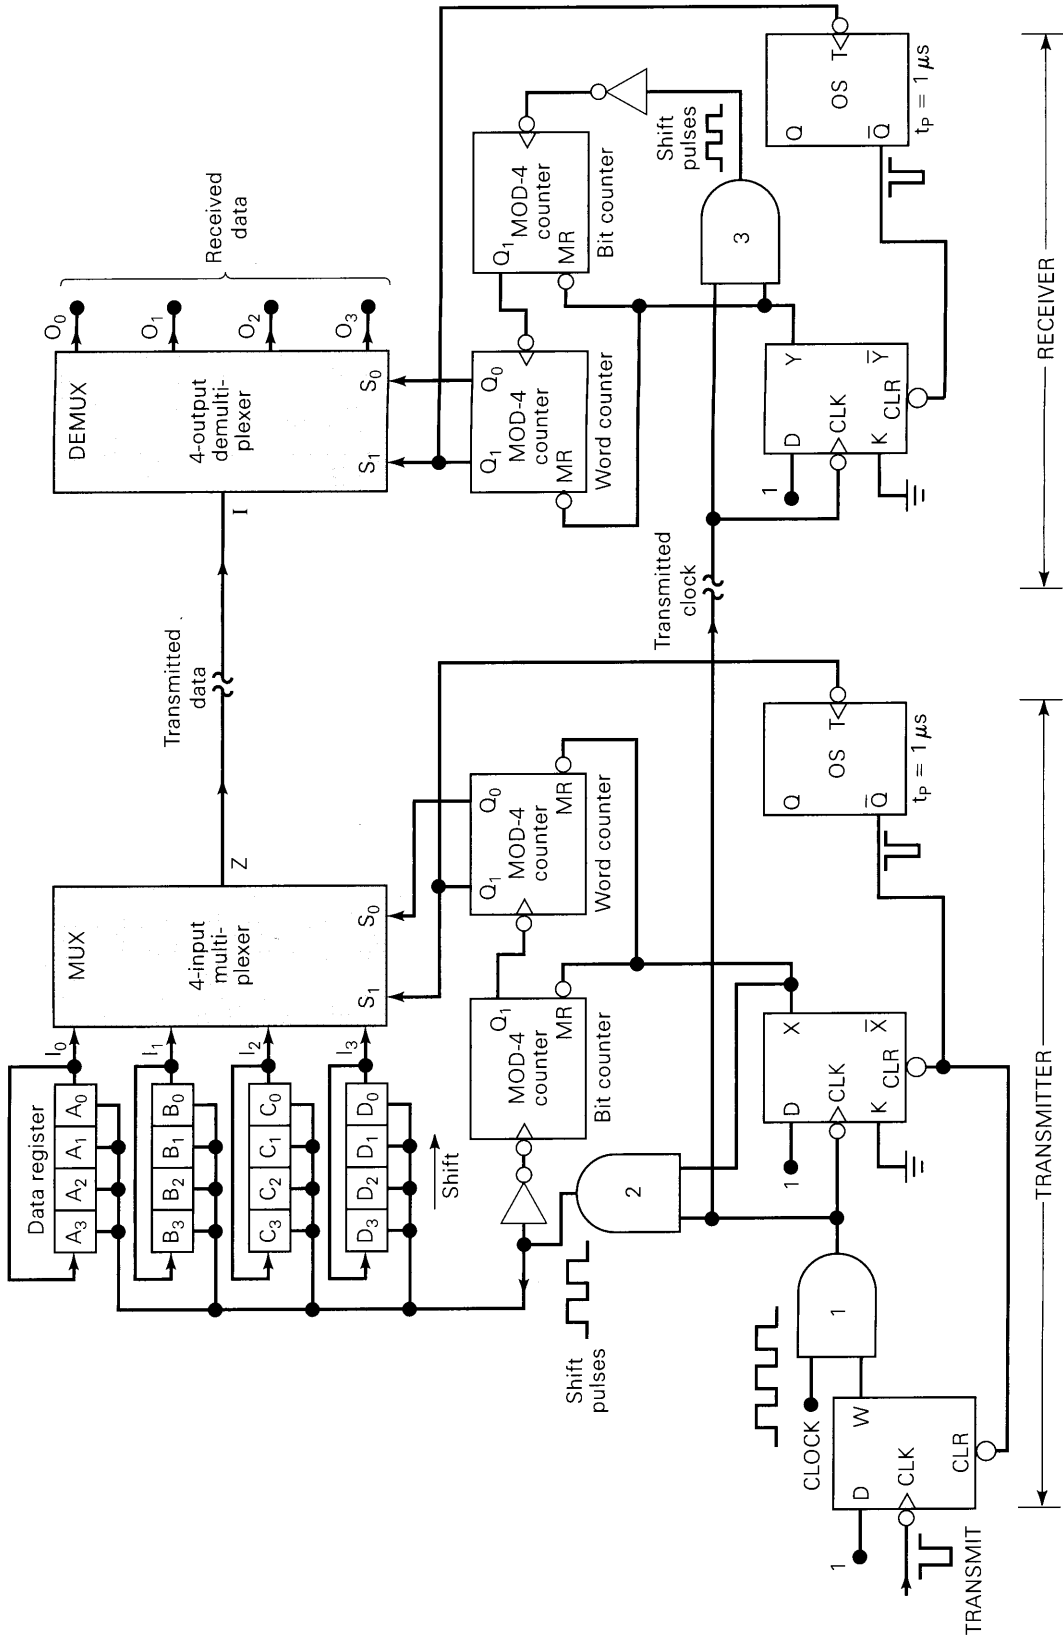 Data register
A₃ A₂ A₁ A₀
B₃ B₂ B₁ B₀
C₃ C₂ C₁ C₀
D₃ D₂ D₁ D₀
Shift
I₀
I₁
I₂
I₃
MUX
4-input
multi-
plexer
S₁
S₀
Z
Transmitted
data
I
DEMUX
4-output
demulti-
plexer
S₁
S₀
O₀
O₁
O₂
O₃
Received
data
Shift
pulses
MOD-4
counter
Q₁
MR
Bit counter
Q₁
Q₀
MOD-4
counter
MR
Word counter
Q₁
Q₀
MOD-4
counter
MR
Word counter
Q₁
MOD-4
counter
MR
Bit counter
Shift
pulses
2
3
1
CLOCK
1
D
W
CLK
CLR
TRANSMIT
1
D
X
CLK
K
X̅
CLR
Q
OS
T
Q̅
tₚ = 1 μs
Transmitted
clock
1
D
Y
CLK
K
Y̅
CLR
Q
OS
T
Q̅
tₚ = 1 μs
TRANSMITTER
RECEIVER